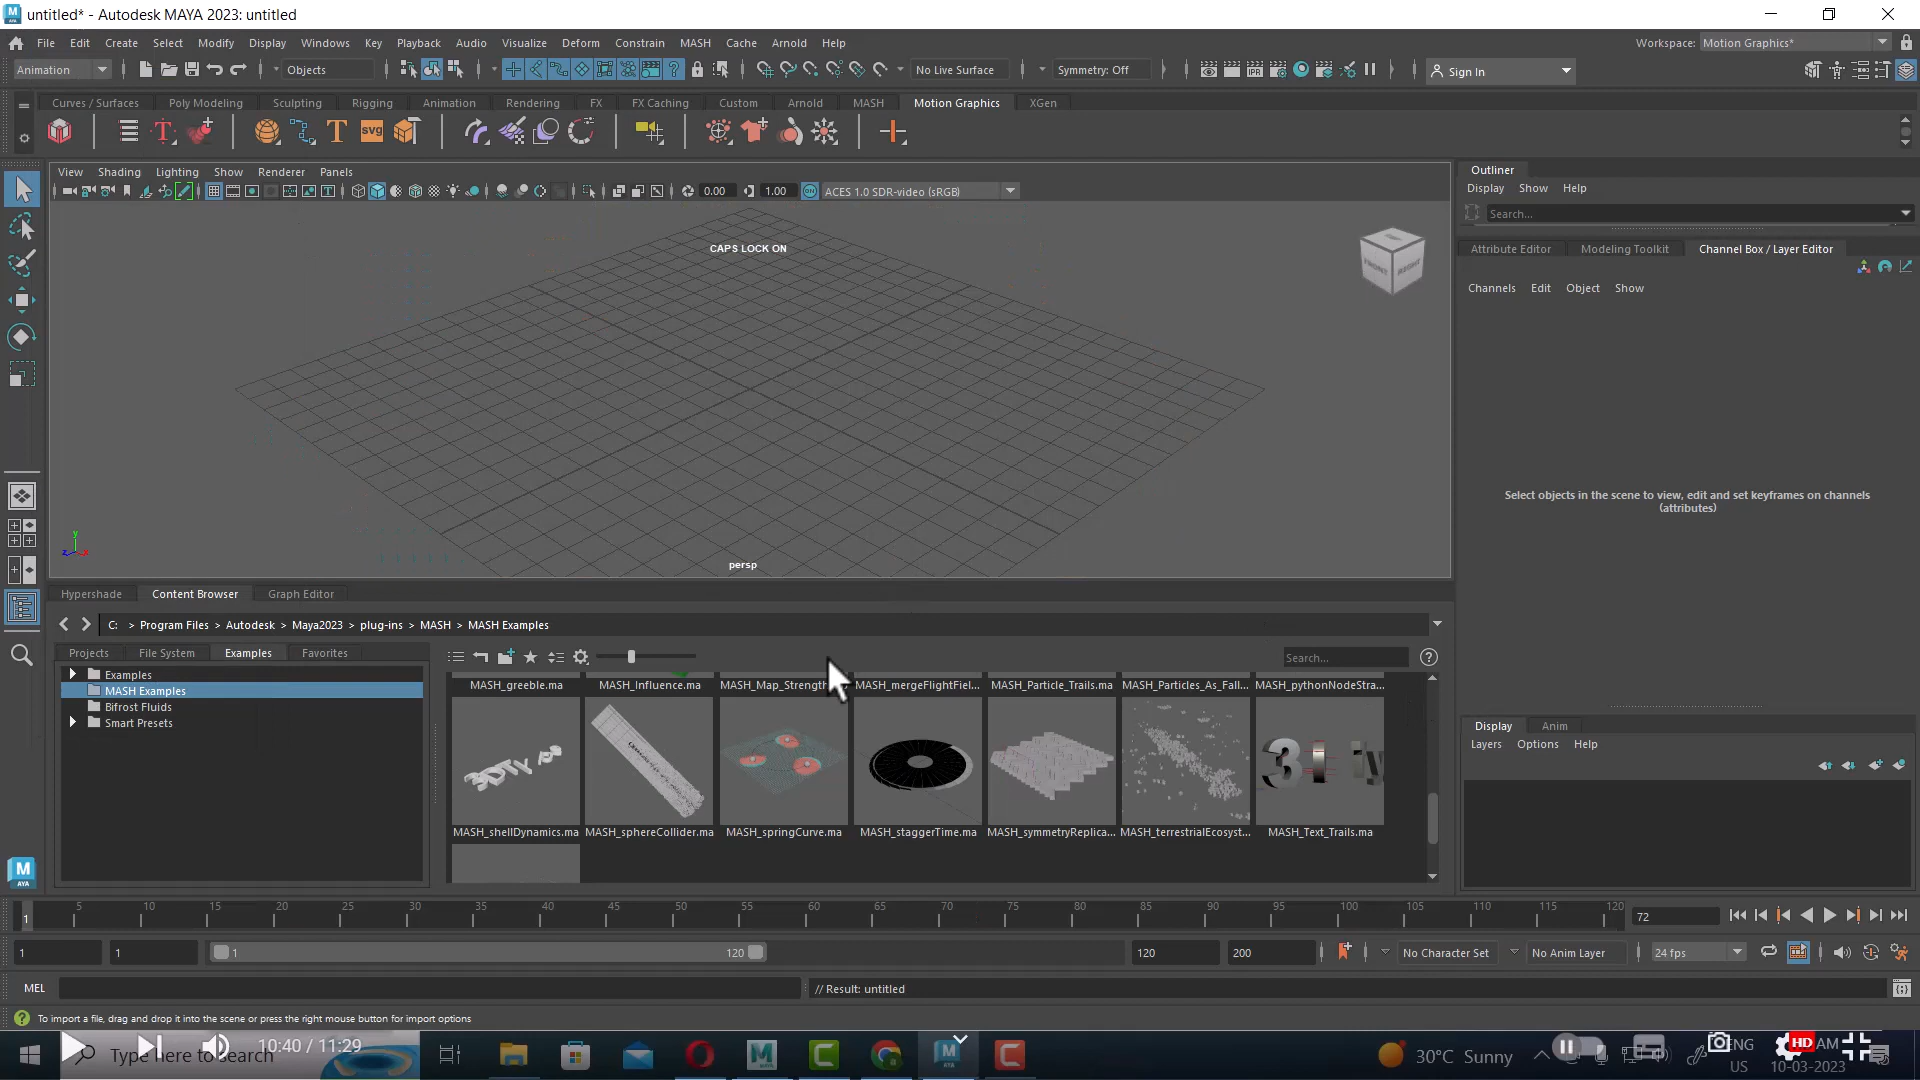 untitled* - Autodesk MAYA 2023: untitled
File Edit Create Select Modify Display Windows Key Playback Audio Visualize Deform Constrain MASH Cache Arnold Help
Workspace: Motion Graphics*
Animation Objects No Live Surface Symmetry: Off Sign In
Curves / Surfaces Poly Modeling Sculpting Rigging Animation Rendering FX FX Caching Custom Arnold MASH Motion Graphics XGen
View Shading Lighting Show Renderer Panels
0.00 1.00 ACES 1.0 SDR-video (sRGB)
CAPS LOCK ON
FRONT RIGHT
persp
Outliner
Display Show Help
Search...
Attribute Editor Modeling Toolkit Channel Box / Layer Editor
Channels Edit Object Show
Select objects in the scene to view, edit and set keyframes on channels
(attributes)
Display Anim
Layers Options Help
Hypershade Content Browser Graph Editor
C: > Program Files > Autodesk > Maya2023 > plug-ins > MASH > MASH Examples
Projects File System Examples Favorites
Search...
Examples
MASH Examples
Bifrost Fluids
Smart Presets
MASH_greeble.ma MASH_Influence.ma MASH_Map_Strength MASH_mergeFlightFiel... MASH_Particle_Trails.ma MASH_Particles_As_Fall... MASH_pythonNodeStra...
MASH_shellDynamics.ma MASH_sphereCollider.ma MASH_springCurve.ma MASH_staggerTime.ma MASH_symmetryReplica... MASH_terrestrialEcosyst... MASH_Text_Trails.ma
1 5 10 15 20 25 30 35 40 45 50 55 60 65 70 75 80 85 90 95 100 105 110 115 120 72
1 1 1 120 120 200 No Character Set No Anim Layer 24 fps
MEL // Result: untitled
To import a file, drag and drop it into the scene or press the right mouse button for import options
Type here to search
10:40 / 11:29
30°C Sunny
ENG
US
HD AM
10-03-2023